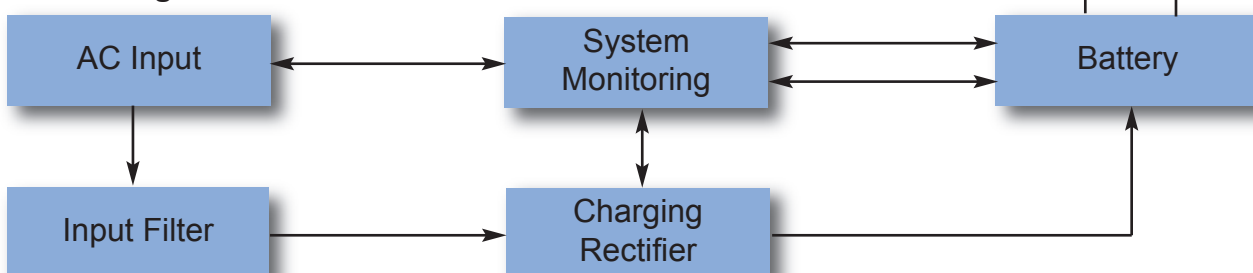 AC Input
System
Monitoring
Battery
Input Filter
Charging
Rectifier